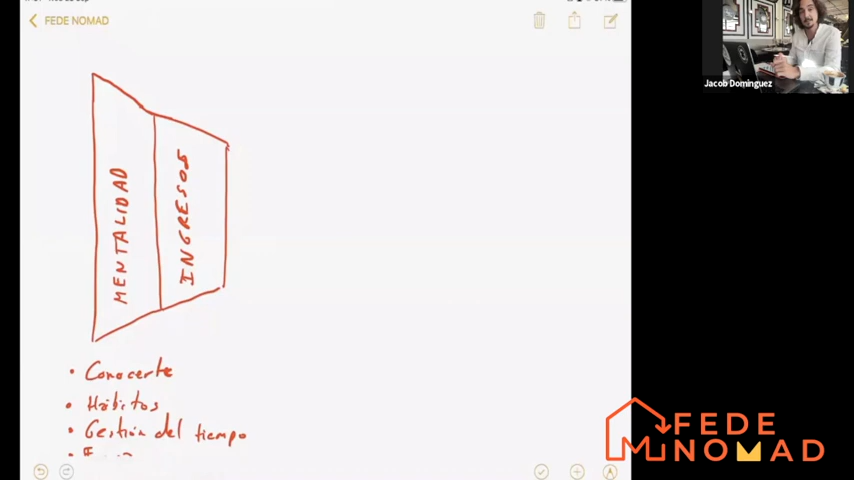 FEDE NOMAD
Jacob Dominguez
MENTALIDAD
INGRESOS
• Conocerte
• Hábitos
• Gestión del tiempo
FEDE
NOMAD